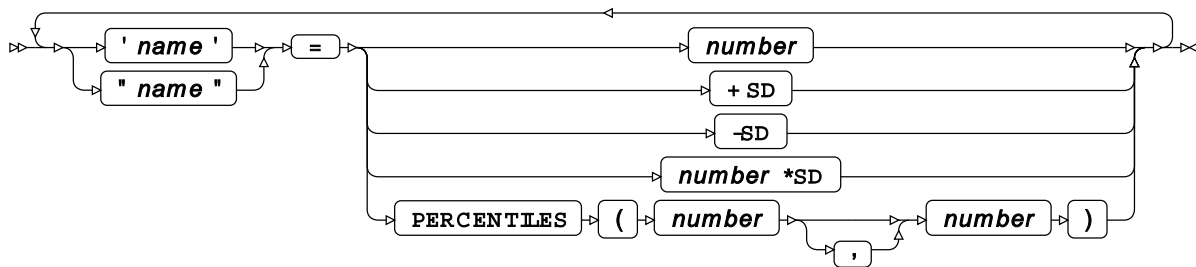 ' name ' = number
" name "
+ SD
-SD
number *SD
PERCENTILES ( number , number )